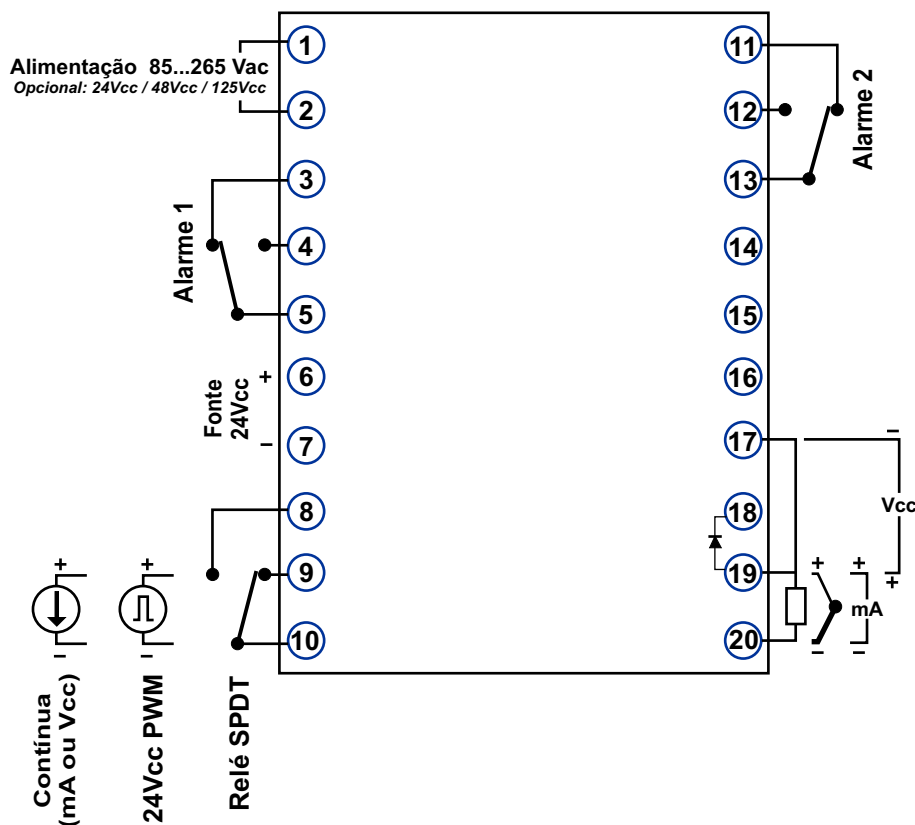 Alimentação 85...265 Vac
Opcional: 24Vcc / 48Vcc / 125Vcc
1
2
3
4
5
6
7
8
9
10
Alarme 1
Fonte
24Vcc
+
–
+
–
Contínua
(mA ou Vcc)
+
–
24Vcc PWM
Relé SPDT
11
12
13
14
15
16
17
18
19
20
Alarme 2
–
Vcc
+
+
–
+
mA
–